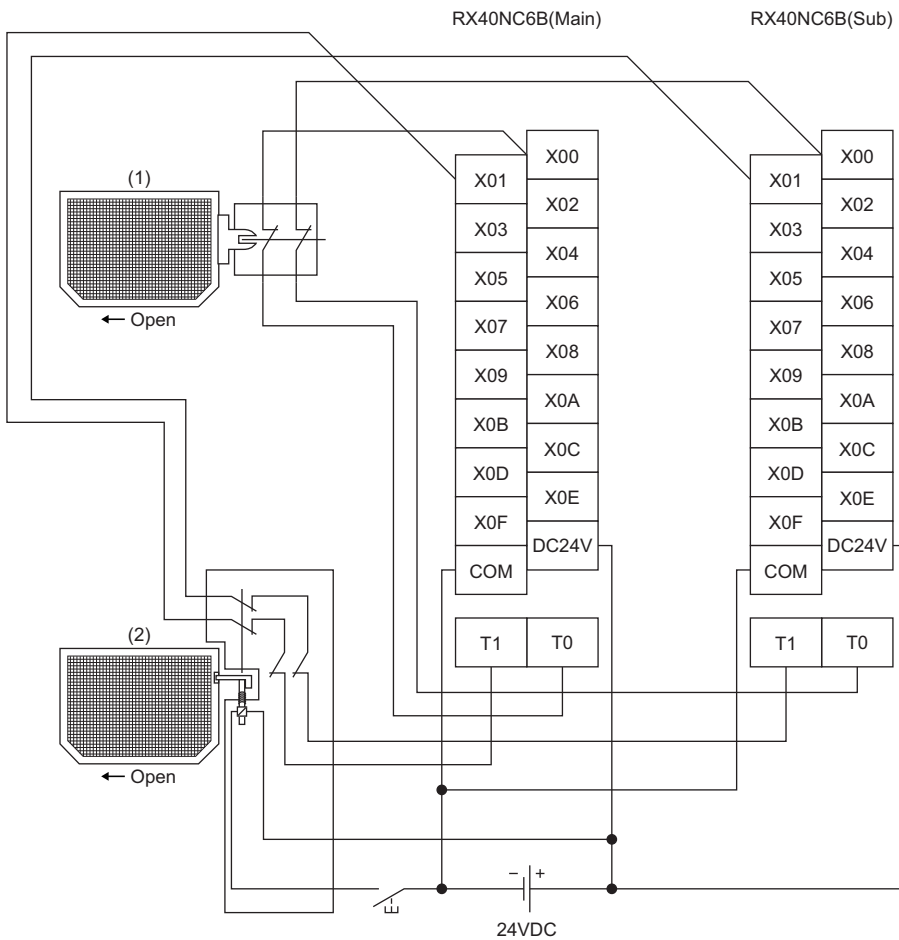 RX40NC6B(Main)
RX40NC6B(Sub)
(1)
← Open
X00
X01
X02
X03
X04
X05
X06
X07
X08
X09
X0A
X0B
X0C
X0D
X0E
X0F
DC24V
COM
T1 T0
X00
X01
X02
X03
X04
X05
X06
X07
X08
X09
X0A
X0B
X0C
X0D
X0E
X0F
DC24V
COM
T1 T0
(2)
← Open
− +
24VDC